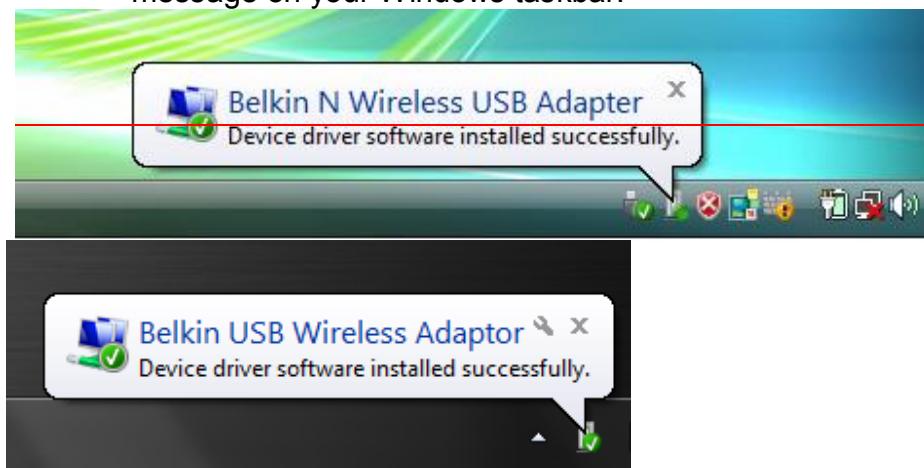 message on your Windows taskbar.
Belkin N Wireless USB Adapter
Device driver software installed successfully.
Belkin USB Wireless Adaptor
Device driver software installed successfully.